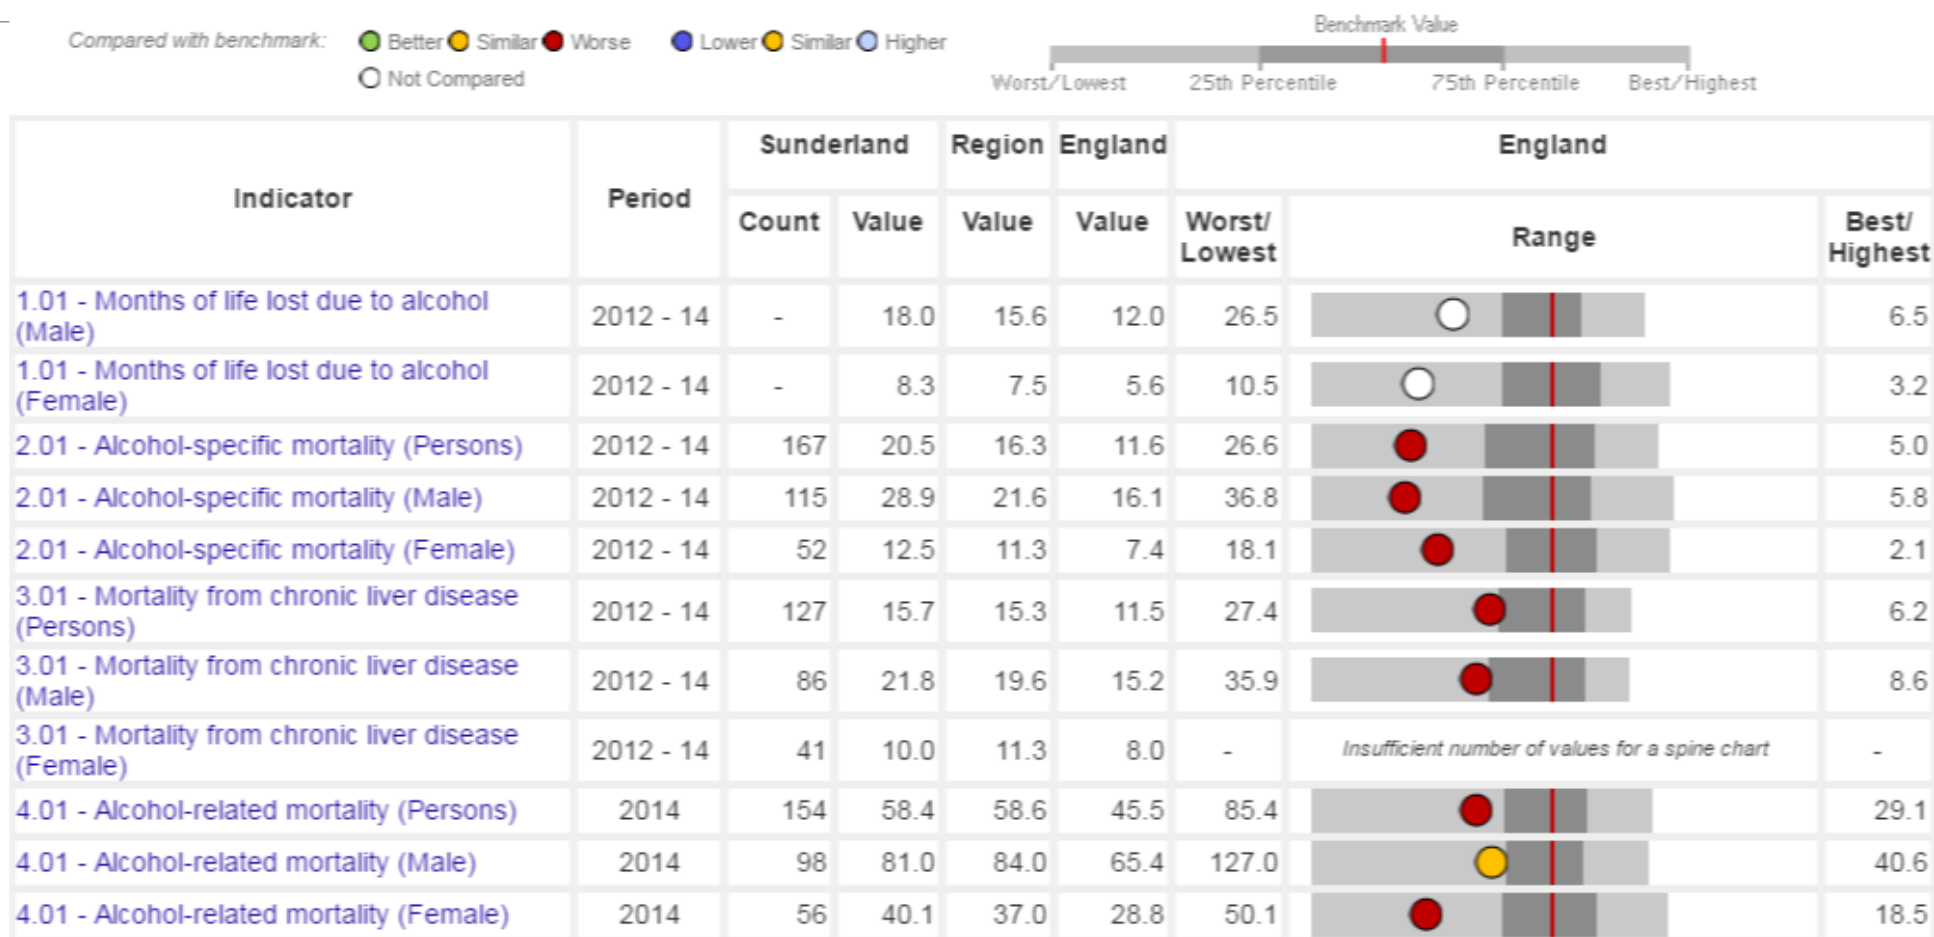 Compared with benchmark: Better Similar Worse Lower Similar Higher
Not Compared
Benchmark Value
Worst/Lowest 25th Percentile 75th Percentile Best/Highest
Sunderland Region England England
Indicator Period
Count Value Value Value Worst/ Lowest Range Best/ Highest
1.01 - Months of life lost due to alcohol
(Male) 2012 - 14 - 18.0 15.6 12.0 26.5 6.5
1.01 - Months of life lost due to alcohol
(Female) 2012 - 14 - 8.3 7.5 5.6 10.5 3.2
2.01 - Alcohol-specific mortality (Persons) 2012 - 14 167 20.5 16.3 11.6 26.6 5.0
2.01 - Alcohol-specific mortality (Male) 2012 - 14 115 28.9 21.6 16.1 36.8 5.8
2.01 - Alcohol-specific mortality (Female) 2012 - 14 52 12.5 11.3 7.4 18.1 2.1
3.01 - Mortality from chronic liver disease
(Persons) 2012 - 14 127 15.7 15.3 11.5 27.4 6.2
3.01 - Mortality from chronic liver disease
(Male) 2012 - 14 86 21.8 19.6 15.2 35.9 8.6
3.01 - Mortality from chronic liver disease
(Female) 2012 - 14 41 10.0 11.3 8.0 - Insufficient number of values for a spine chart -
4.01 - Alcohol-related mortality (Persons) 2014 154 58.4 58.6 45.5 85.4 29.1
4.01 - Alcohol-related mortality (Male) 2014 98 81.0 84.0 65.4 127.0 40.6
4.01 - Alcohol-related mortality (Female) 2014 56 40.1 37.0 28.8 50.1 18.5